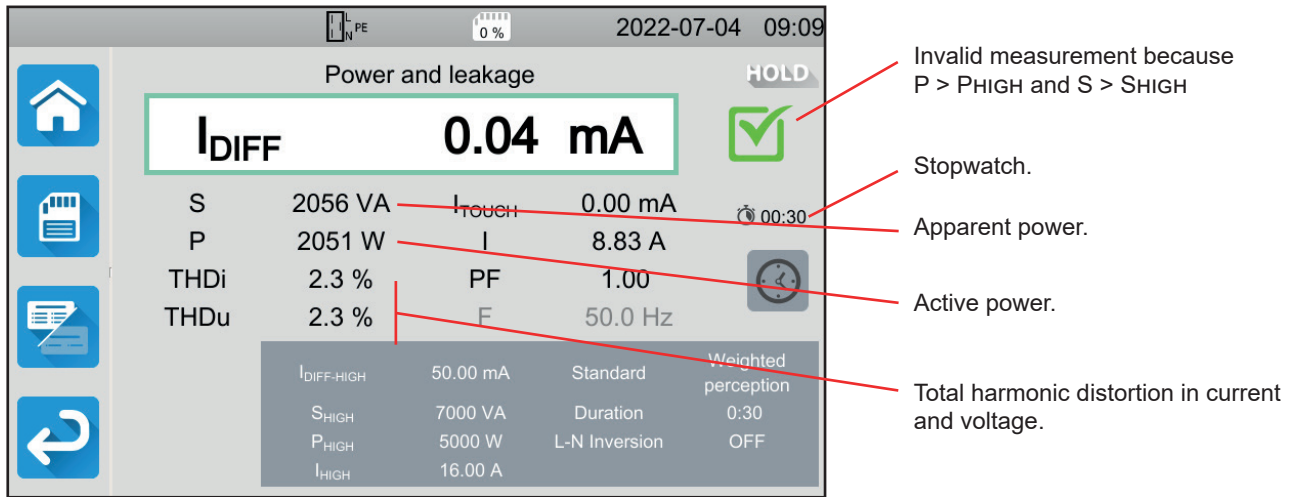 L
N PE
0 %
2022-07-04 09:09
Power and leakage
HOLD
IDIFF 0.04 mA
S 2056 VA ITOUCH 0.00 mA
00:30
P 2051 W I 8.83 A
THDi 2.3 % PF 1.00
THDu 2.3 % F 50.0 Hz
IDIFF-HIGH 50.00 mA Standard Weighted
perception
SHIGH 7000 VA Duration 0:30
PHIGH 5000 W L-N Inversion OFF
IHIGH 16.00 A
Invalid measurement because
P > PHIGH and S > SHIGH
Stopwatch.
Apparent power.
Active power.
Total harmonic distortion in current
and voltage.